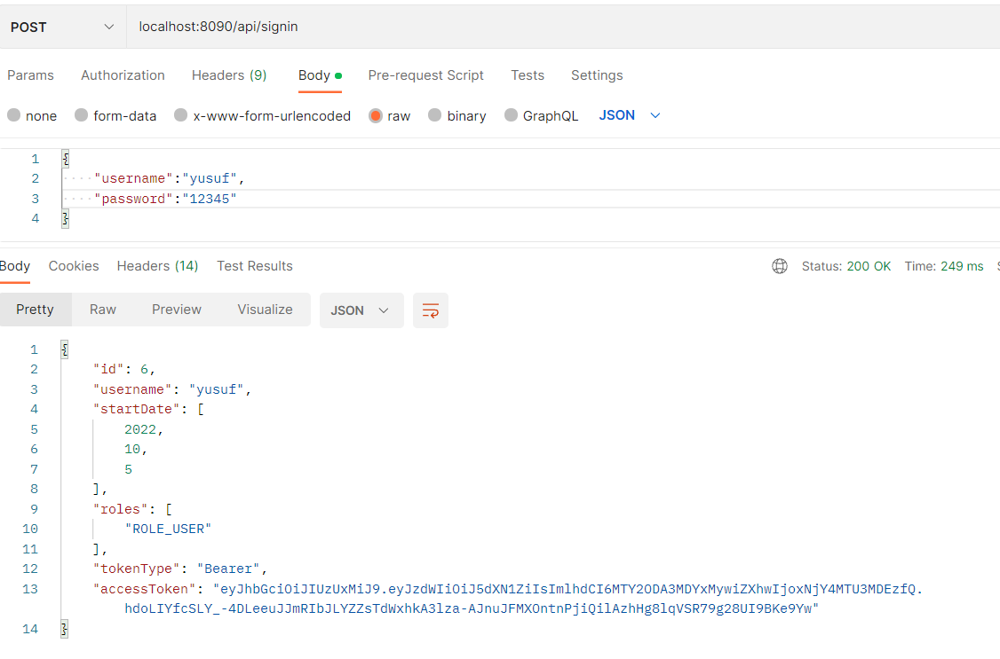 POST localhost:8090/api/signin
Params Authorization Headers (9) Body Pre-request Script Tests Settings
none form-data x-www-form-urlencoded raw binary GraphQL JSON
1 {
2 "username":"yusuf",
3 "password":"12345"
4 }
Body Cookies Headers (14) Test Results Status: 200 OK Time: 249 ms
Pretty Raw Preview Visualize JSON
1 {
2 "id": 6,
3 "username": "yusuf",
4 "startDate": [
5 2022,
6 10,
7 5
8 ],
9 "roles": [
10 "ROLE_USER"
11 ],
12 "tokenType": "Bearer",
13 "accessToken": "eyJhbGciOiJIUzUxMiJ9.eyJzdWIiOiJ5dXN1ZiIsImlhdCI6MTY2ODA3MDYxMywiZXhwIjoxNjY4MTU3MDEzfQ.
hdoLIYfcSLY_-4DLeeuJJmRIbJLYZZsTdWxhkA3lza-AJnuJFMXOntnPjiQilAzhHg8lqVSR79g28UI9BKe9Yw"
14 }